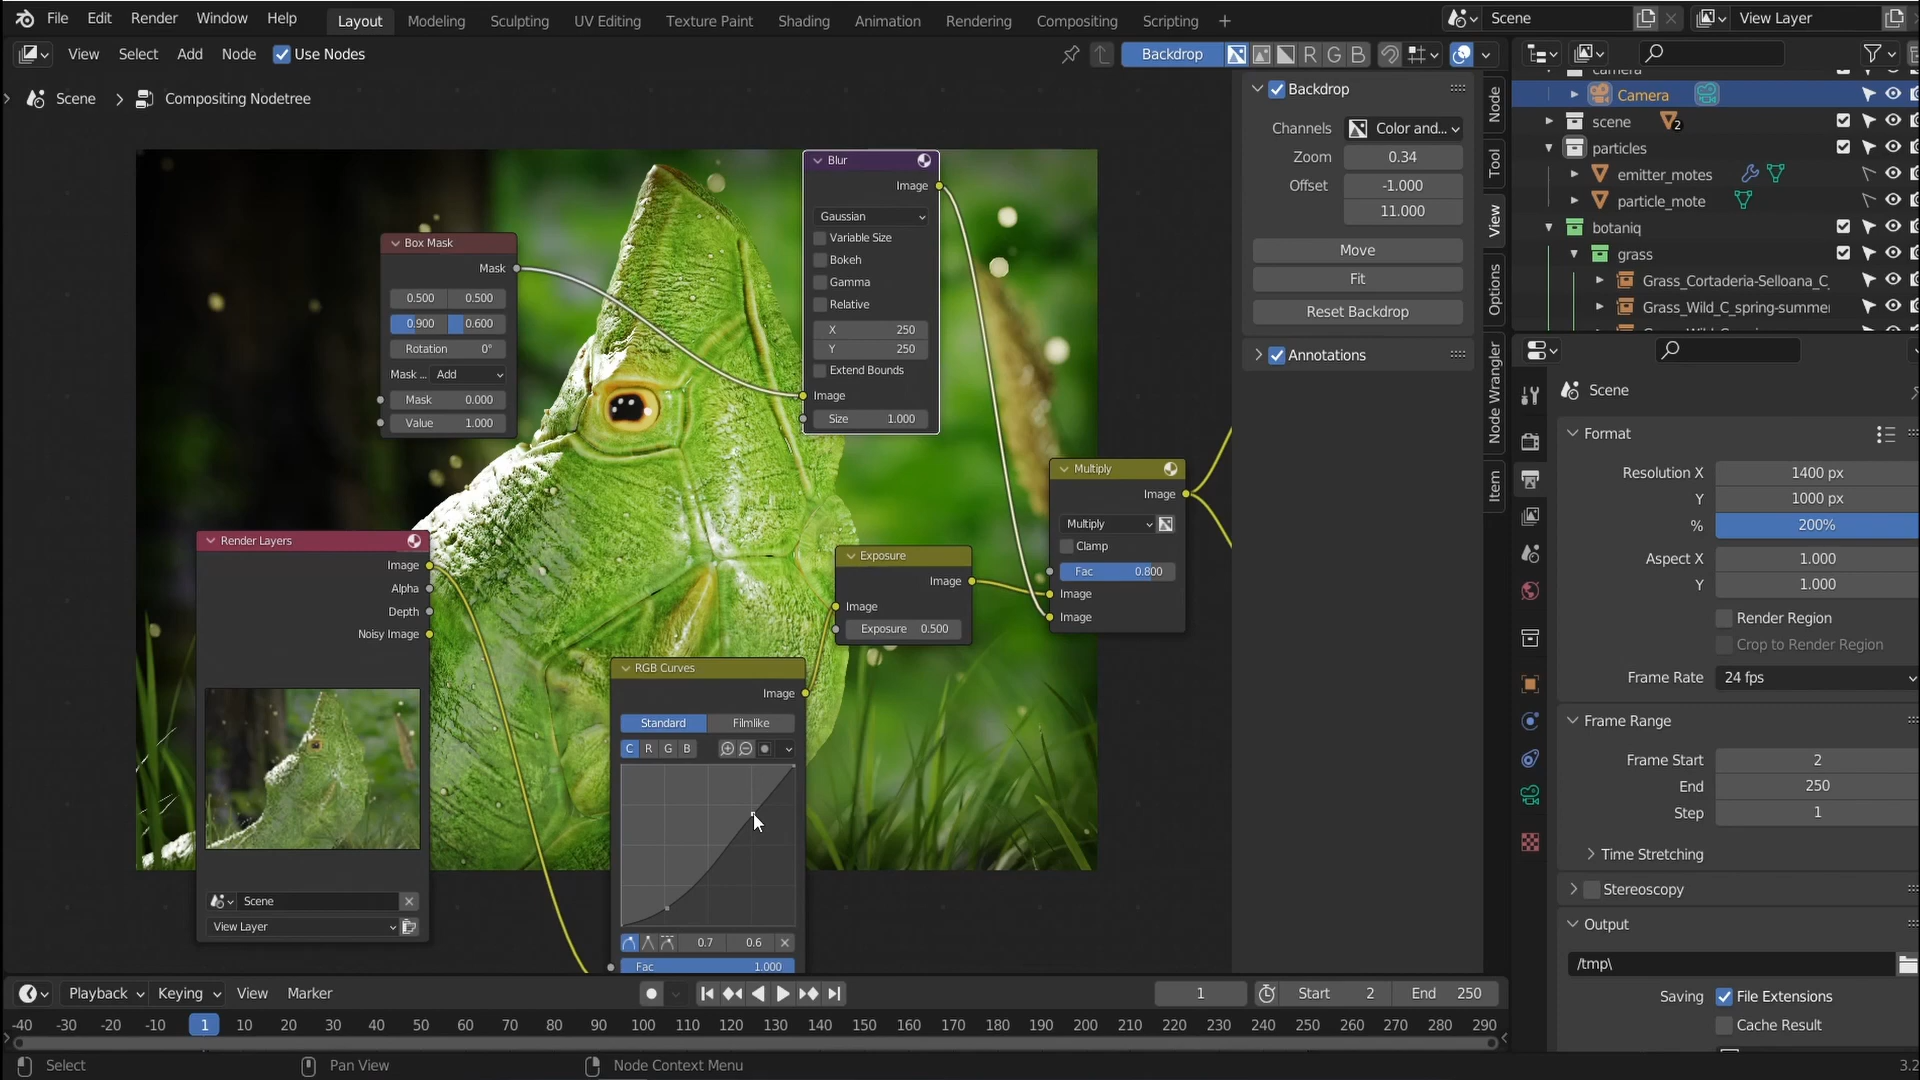 File Edit Render Window Help Layout Modeling Sculpting UV Editing Texture Paint Shading Animation Rendering Compositing Scripting + Scene View Layer
View Select Add Node Use Nodes Backdrop R G B
Scene > Compositing Nodetree
Backdrop
Channels Color and...
Zoom 0.34
Offset -1.000
11.000
Move
Fit
Reset Backdrop
Annotations
Node
Tool
View
Options
Node Wrangler
Item
Camera
scene 2
particles
emitter_motes
particle_mote
botaniq
grass
Grass_Cortaderia-Selloana_C_
Grass_Wild_C_spring-summer
Box Mask
Mask
0.500 0.500
0.900 0.600
Rotation 0°
Mask ... Add
Mask 0.000
Value 1.000
Blur
Image
Gaussian
Variable Size
Bokeh
Gamma
Relative
X 250
Y 250
Extend Bounds
Image
Size 1.000
Multiply
Image
Multiply
Clamp
Fac 0.800
Image
Image
Exposure
Image
Image
Exposure 0.500
Render Layers
Image
Alpha
Depth
Noisy Image
Scene
View Layer
RGB Curves
Image
Standard Filmlike
C R G B
0.7 0.6
Fac 1.000
Scene
Format
Resolution X 1400 px
Y 1000 px
% 200%
Aspect X 1.000
Y 1.000
Render Region
Crop to Render Region
Frame Rate 24 fps
Frame Range
Frame Start 2
End 250
Step 1
Time Stretching
Stereoscopy
Output
/tmp\
Saving File Extensions
Cache Result
Playback Keying View Marker 1 Start 2 End 250
-40 -30 -20 -10 1 10 20 30 40 50 60 70 80 90 100 110 120 130 140 150 160 170 180 190 200 210 220 230 240 250 260 270 280 290
Select Pan View Node Context Menu 3.2